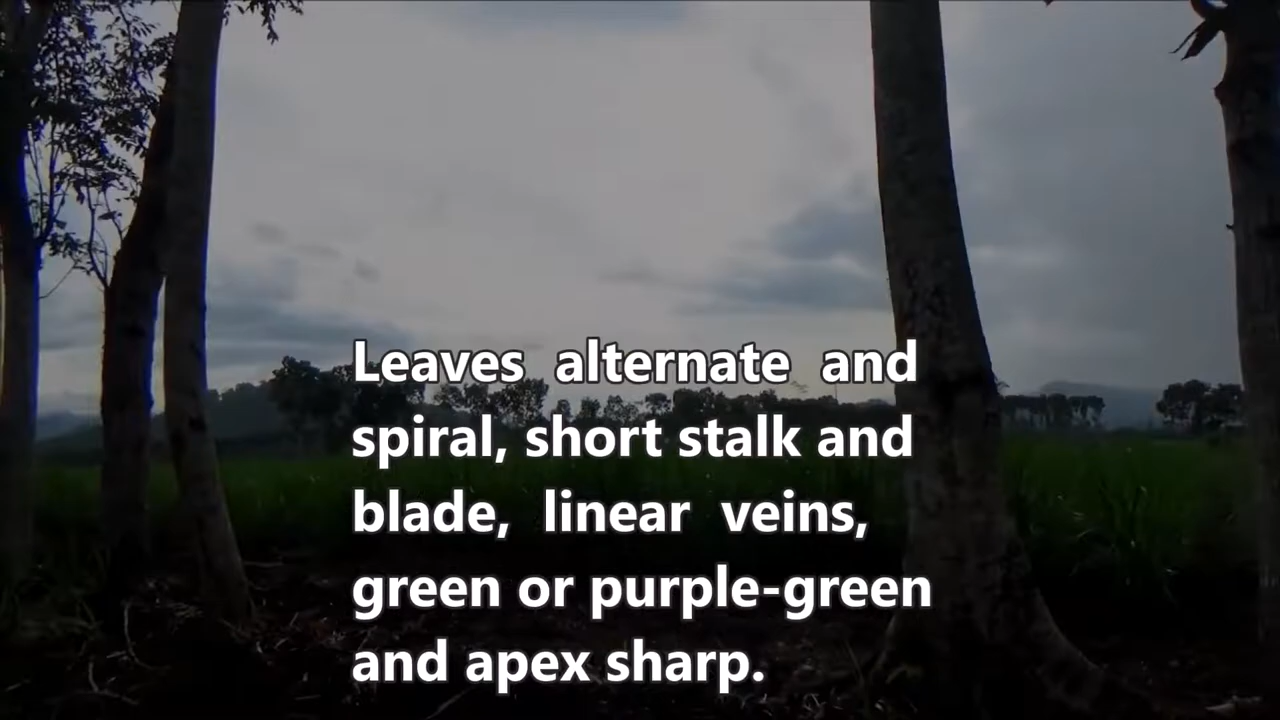 Leaves alternate and
spiral, short stalk and
blade, linear veins,
green or purple-green
and apex sharp.